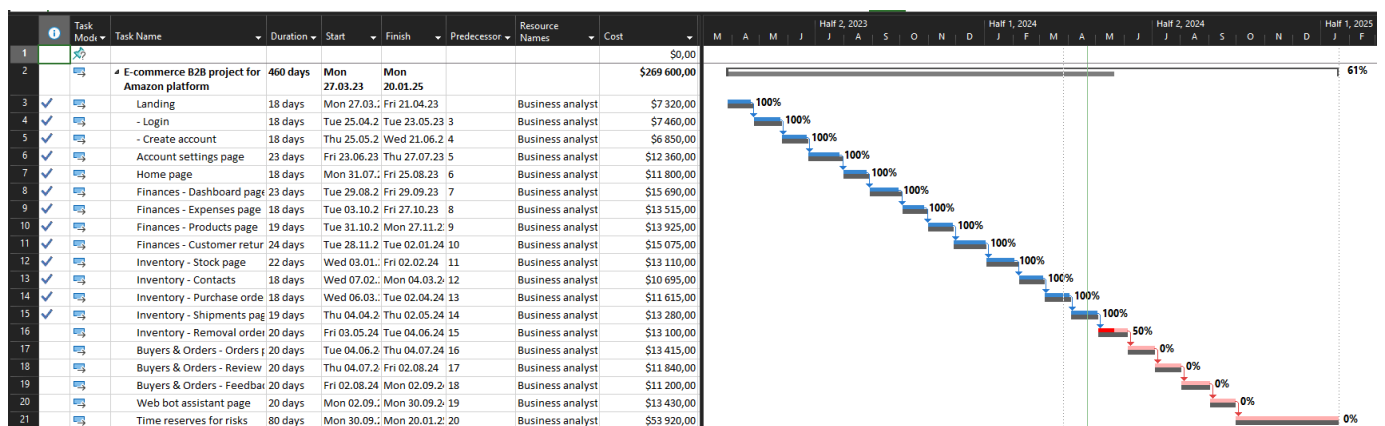 Task Mode Task Name Duration Start Finish Predecessor Resource Names Cost
Half 2, 2023 Half 1, 2024 Half 2, 2024 Half 1, 2025
M A M J J A S O N D J F M A M J J A S O N D J F
1 $0,00
2 E-commerce B2B project for Amazon platform 460 days Mon 27.03.23 Mon 20.01.25 $269 600,00 61%
3 Landing 18 days Mon 27.03.2 Fri 21.04.23 Business analyst $7 320,00 100%
4 - Login 18 days Tue 25.04.2 Tue 23.05.23 3 Business analyst $7 460,00 100%
5 - Create account 18 days Thu 25.05.2 Wed 21.06.2 4 Business analyst $6 850,00 100%
6 Account settings page 23 days Fri 23.06.23 Thu 27.07.23 5 Business analyst $12 360,00 100%
7 Home page 18 days Mon 31.07. Fri 25.08.23 6 Business analyst $11 800,00 100%
8 Finances - Dashboard page 23 days Tue 29.08.2 Fri 29.09.23 7 Business analyst $15 690,00 100%
9 Finances - Expenses page 18 days Tue 03.10.2 Fri 27.10.23 8 Business analyst $13 515,00 100%
10 Finances - Products page 19 days Tue 31.10.2 Mon 27.11.2 9 Business analyst $13 925,00 100%
11 Finances - Customer retur 24 days Tue 28.11.2 Tue 02.01.24 10 Business analyst $15 075,00 100%
12 Inventory - Stock page 22 days Wed 03.01. Fri 02.02.24 11 Business analyst $13 110,00 100%
13 Inventory - Contacts 18 days Wed 07.02. Mon 04.03.2 12 Business analyst $10 695,00 100%
14 Inventory - Purchase orde 18 days Wed 06.03. Tue 02.04.24 13 Business analyst $11 615,00 100%
15 Inventory - Shipments pag 19 days Thu 04.04.2 Thu 02.05.24 14 Business analyst $13 280,00 100%
16 Inventory - Removal order 20 days Fri 03.05.24 Tue 04.06.24 15 Business analyst $13 100,00 50%
17 Buyers & Orders - Orders p 20 days Tue 04.06.2 Thu 04.07.24 16 Business analyst $13 415,00 0%
18 Buyers & Orders - Review 20 days Thu 04.07.2 Fri 02.08.24 17 Business analyst $11 840,00 0%
19 Buyers & Orders - Feedbac 20 days Fri 02.08.24 Mon 02.09.2 18 Business analyst $11 200,00 0%
20 Web bot assistant page 20 days Mon 02.09. Mon 30.09.2 19 Business analyst $13 430,00 0%
21 Time reserves for risks 80 days Mon 30.09. Mon 20.01.2 20 Business analyst $53 920,00 0%